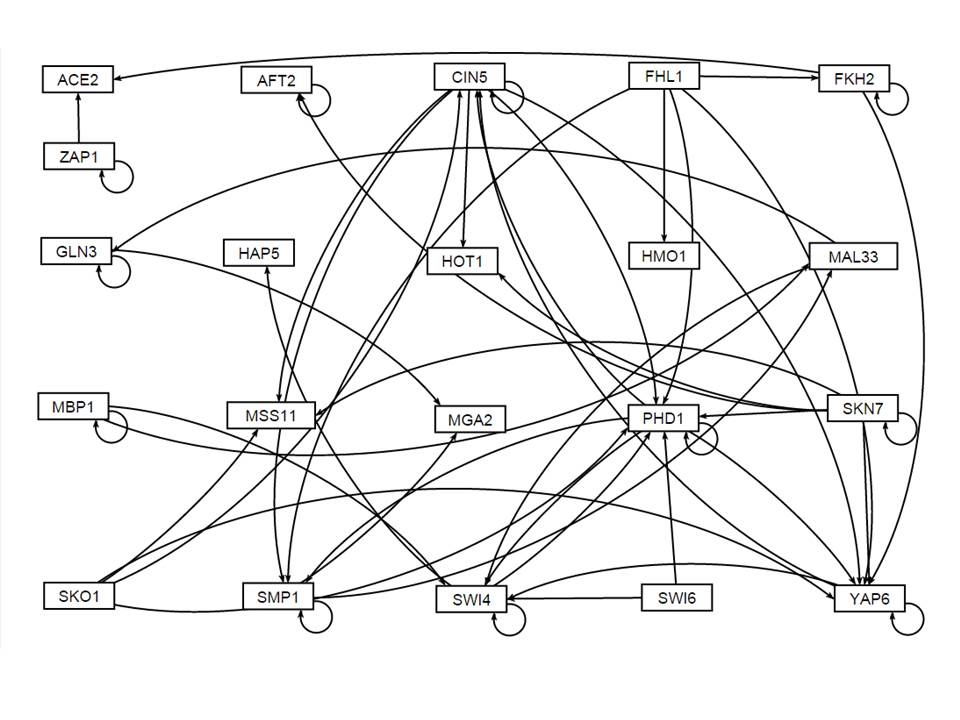 ACE2
AFT2
CIN5
FHL1
FKH2
ZAP1
GLN3
HAP5
HOT1
HMO1
MAL33
MBP1
MSS11
MGA2
PHD1
SKN7
SKO1
SMP1
SWI4
SWI6
YAP6